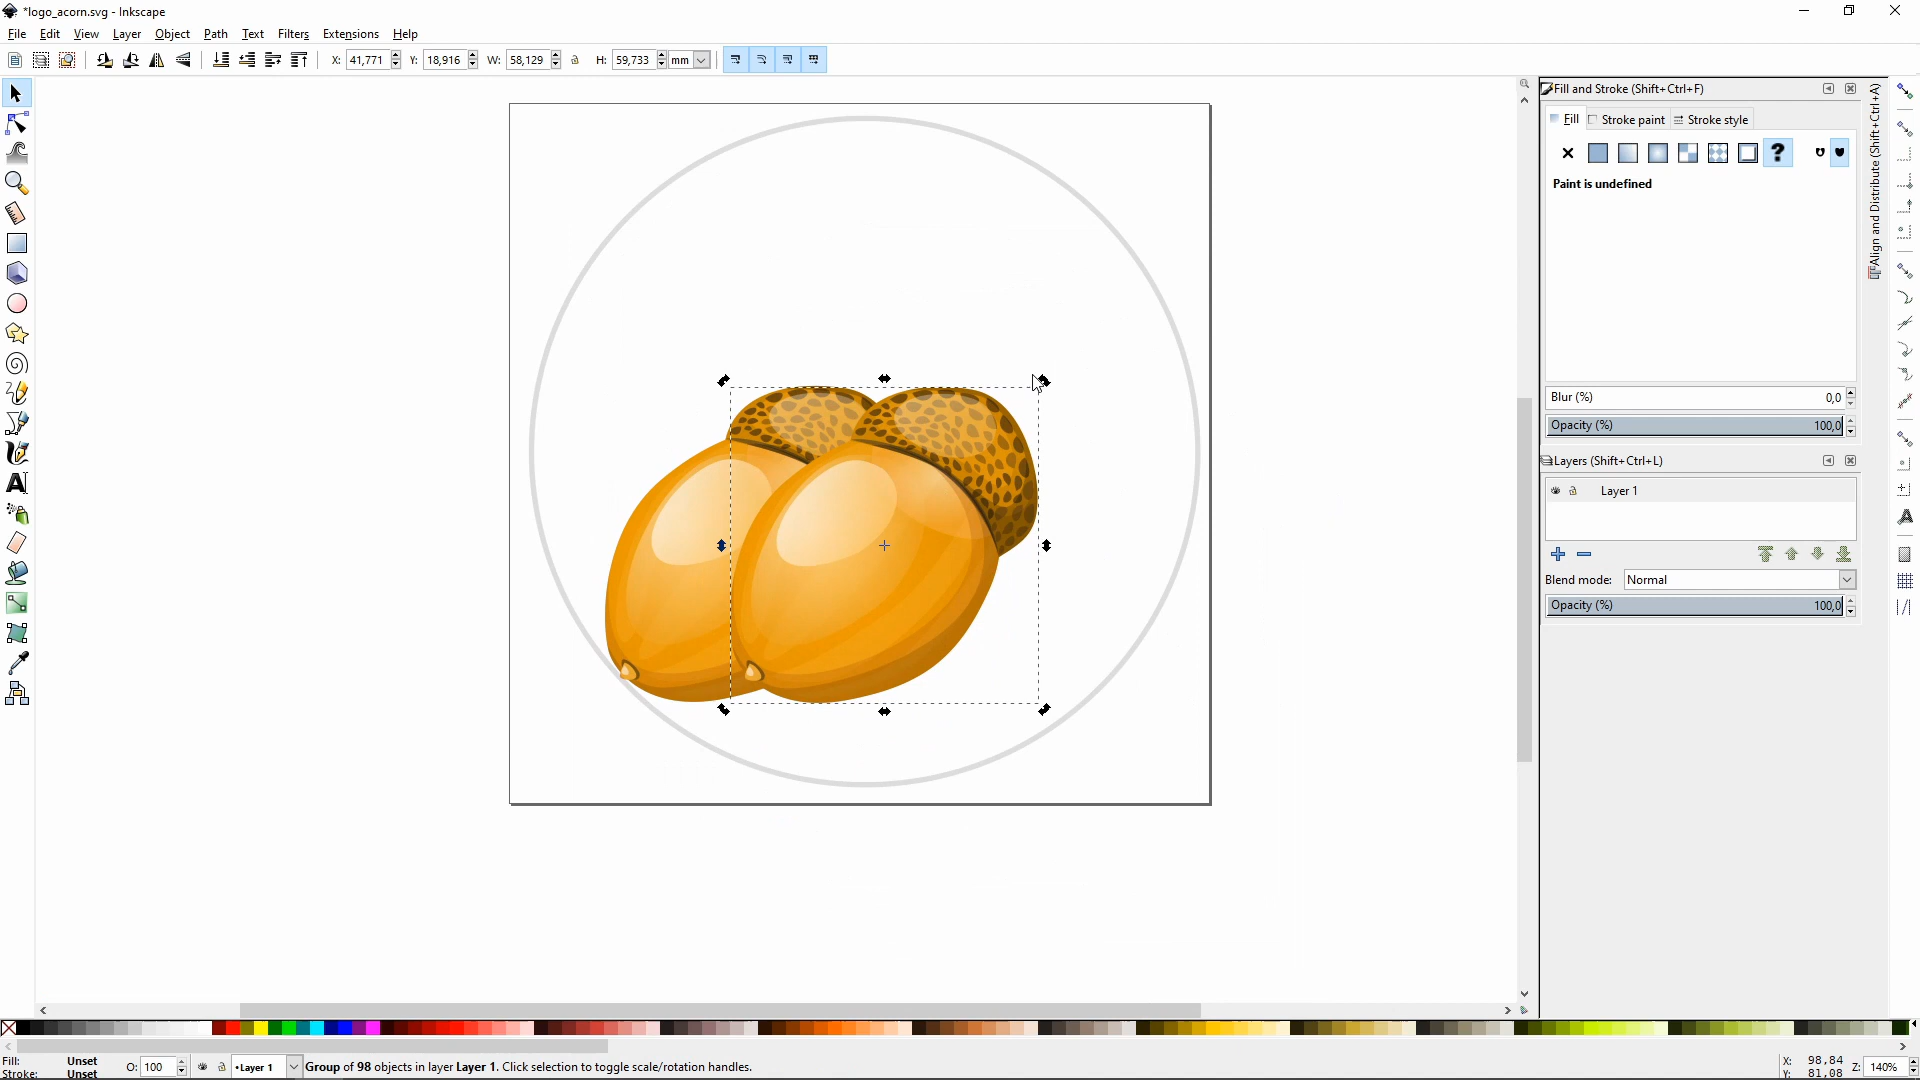 *logo_acorn.svg - Inkscape
File Edit View Layer Object Path Text Filters Extensions Help
X: 41,771 Y: 18,916 W: 58,129 H: 59,733 mm
Fill and Stroke (Shift+Ctrl+F)
Align and Distribute (Shift+Ctrl+A)
Fill Stroke paint Stroke style
?
Paint is undefined
Blur (%) 0,0
Opacity (%) 100,0
Layers (Shift+Ctrl+L)
Layer 1
Blend mode: Normal
Opacity (%) 100,0
Fill: Unset
Stroke: Unset
O: 100
•Layer 1
Group of 98 objects in layer Layer 1. Click selection to toggle scale/rotation handles.
X: 98,84
Y: 81,08
Z: 140%